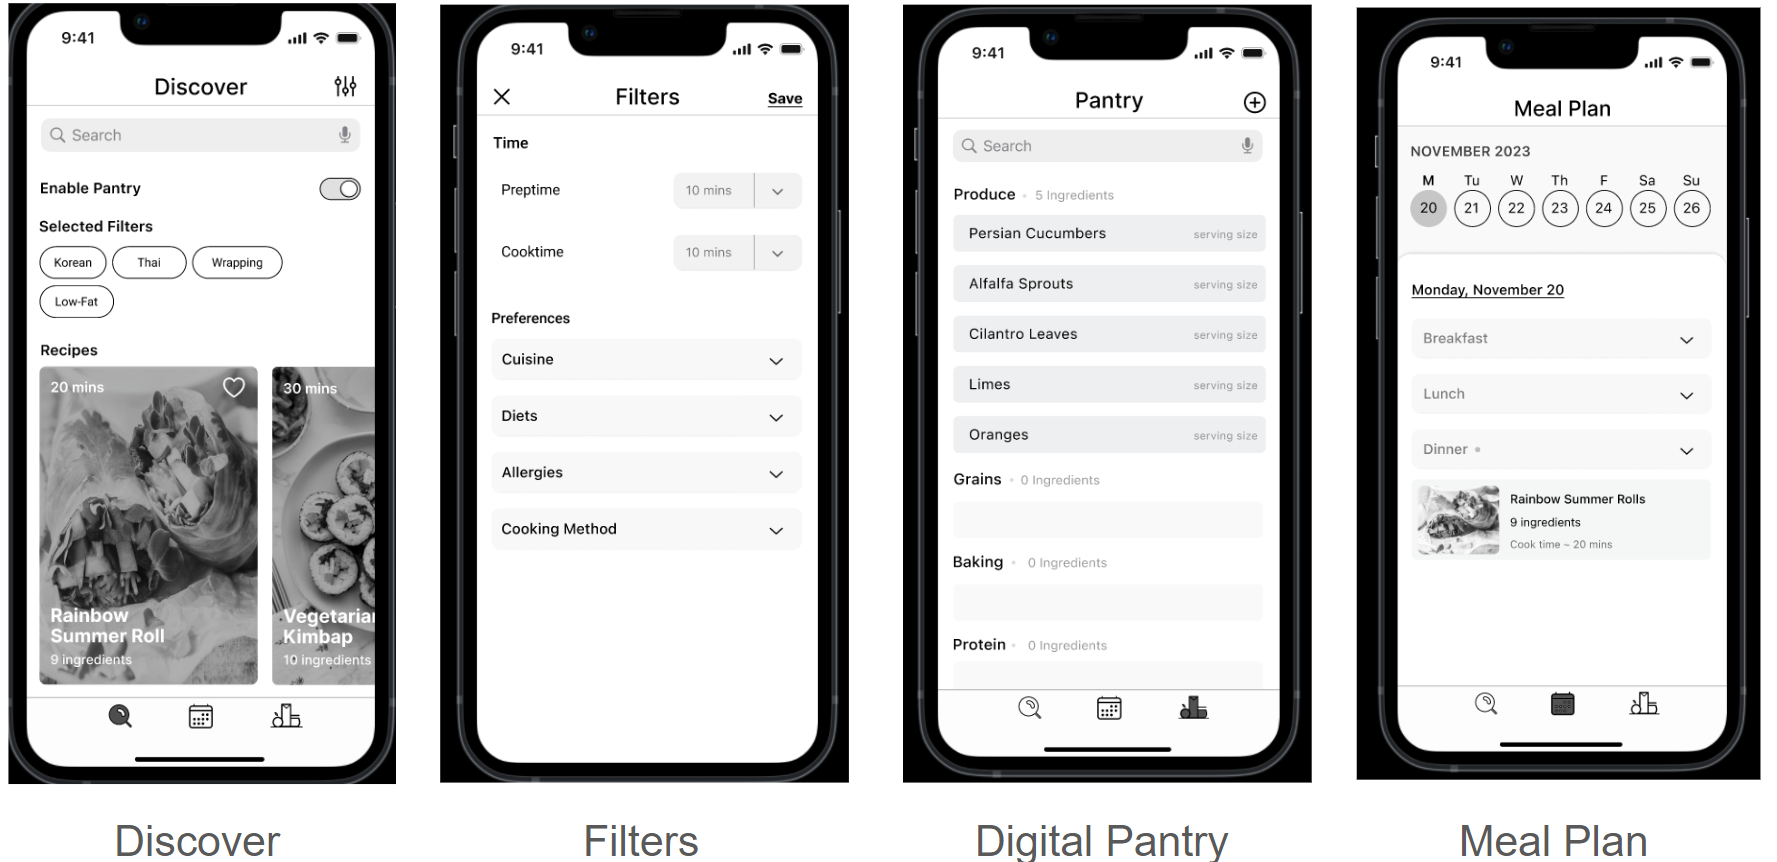 9:41
Discover
Search
Enable Pantry
Selected Filters
Korean Thai Wrapping
Low-Fat
Recipes
20 mins
Rainbow
Summer Roll
9 ingredients
30 mins
Vegetarian
Kimbap
10 ingredients
Discover
9:41
Filters Save
Time
Preptime 10 mins
Cooktime 10 mins
Preferences
Cuisine
Diets
Allergies
Cooking Method
Filters
9:41
Pantry
Search
Produce • 5 Ingredients
Persian Cucumbers serving size
Alfalfa Sprouts serving size
Cilantro Leaves serving size
Limes serving size
Oranges serving size
Grains • 0 Ingredients
Baking • 0 Ingredients
Protein • 0 Ingredients
Digital Pantry
9:41
Meal Plan
NOVEMBER 2023
M Tu W Th F Sa Su
20 21 22 23 24 25 26
Monday, November 20
Breakfast
Lunch
Dinner •
Rainbow Summer Rolls
9 ingredients
Cook time ~ 20 mins
Meal Plan